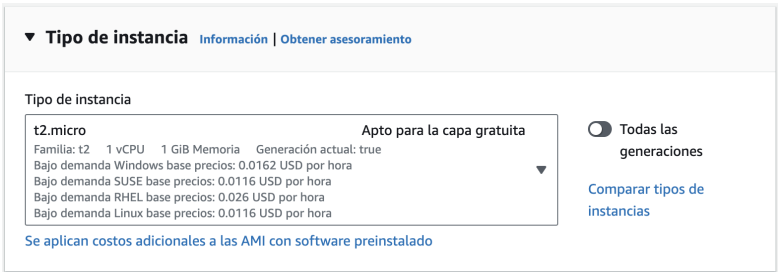 Tipo de instancia Información | Obtener asesoramiento
Tipo de instancia
t2.micro Apto para la capa gratuita
Familia: t2 1 vCPU 1 GiB Memoria Generación actual: true
Bajo demanda Windows base precios: 0.0162 USD por hora
Bajo demanda SUSE base precios: 0.0116 USD por hora
Bajo demanda RHEL base precios: 0.026 USD por hora
Bajo demanda Linux base precios: 0.0116 USD por hora
Todas las
generaciones
Comparar tipos de
instancias
Se aplican costos adicionales a las AMI con software preinstalado